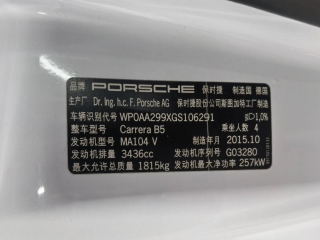 品牌 PORSCHE 保时捷 制造国 德国
生产厂 Dr. Ing. h.c. F. Porsche AG 保时捷股份公司斯图加特工厂制造
车辆识别代号 WP0AA299XGS106291 g⊂⊃1,0%
整车型号 Carrera B5 乘坐人数 4
发动机型号 MA104 V 制造年月 2015.10
发动机排量 3436cc 发动机序列号 G03280
最大允许总质量 1815kg 发动机最大净功率 257kW